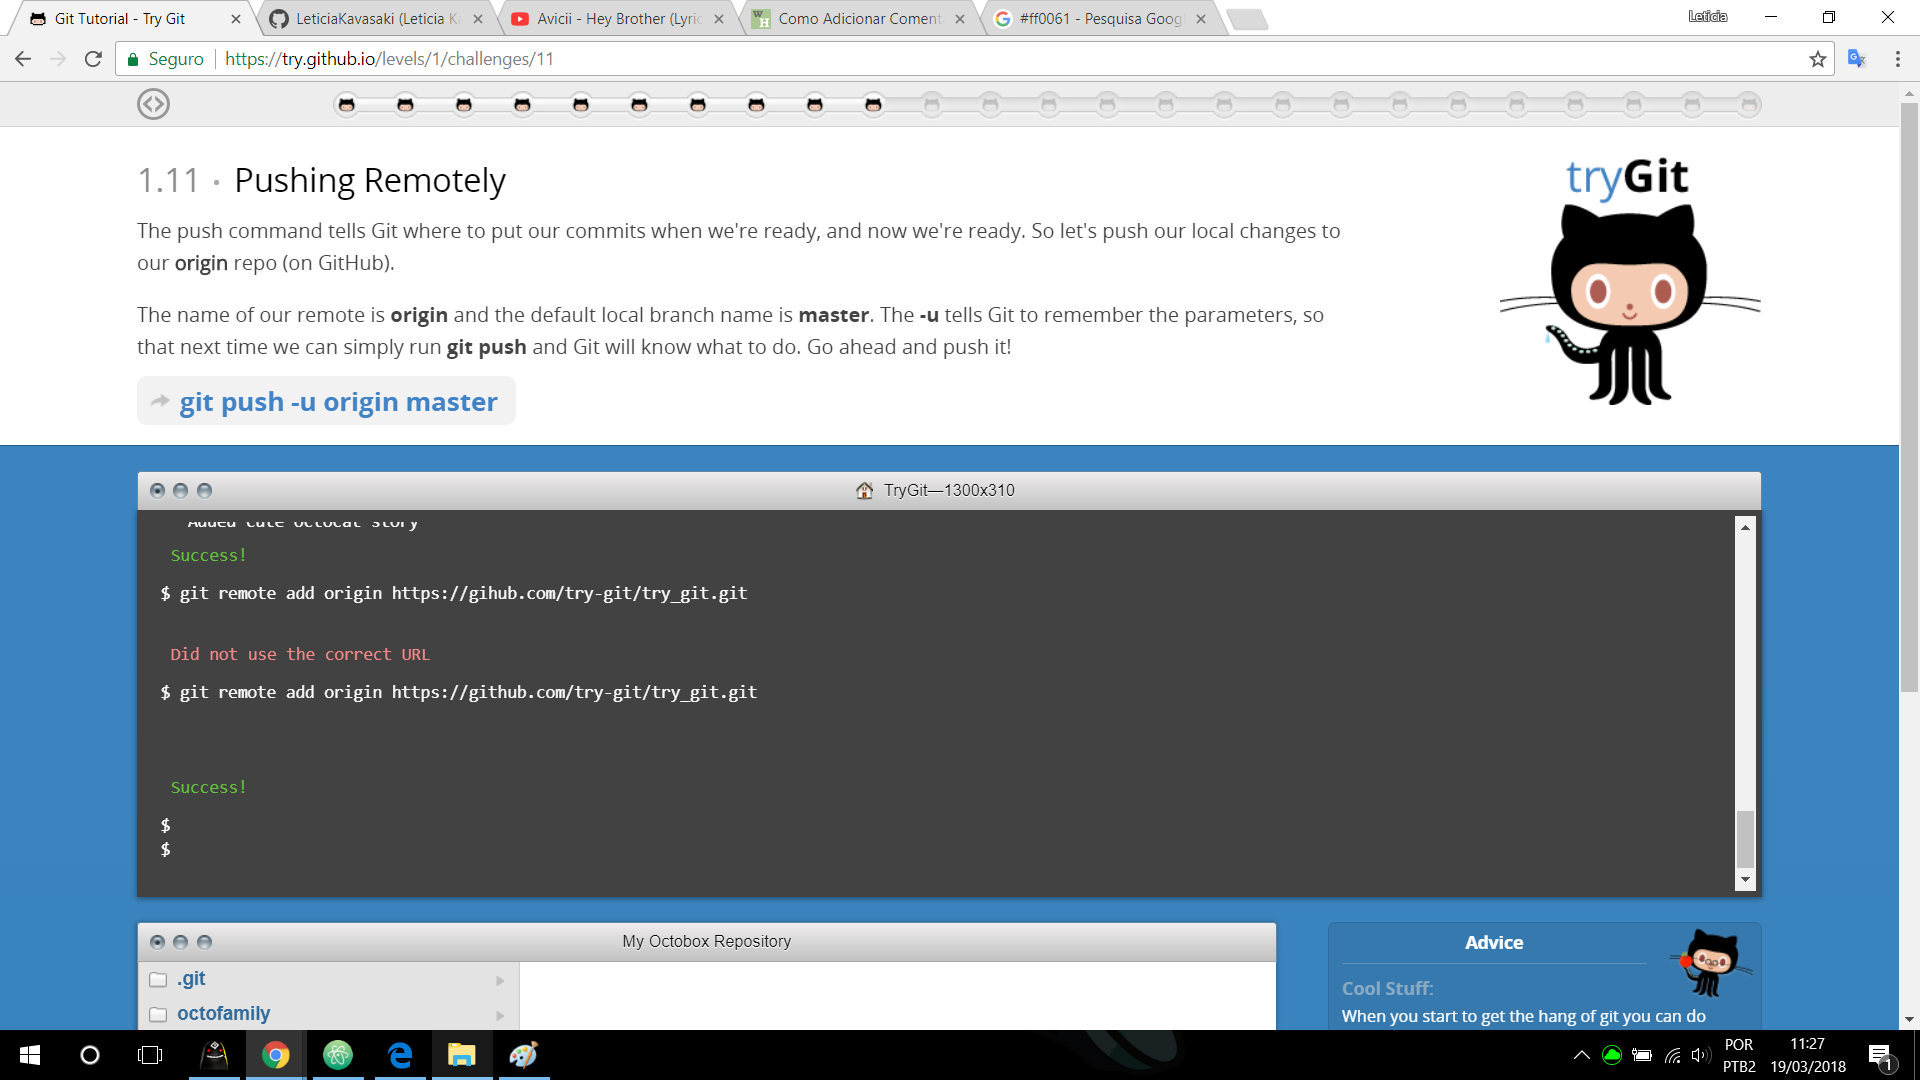 Git Tutorial - Try Git
LeticiaKavasaki (Leticia K
Avicii - Hey Brother (Lyric
Como Adicionar Coment
#ff0061 - Pesquisa Goog
Leticia
Seguro
https://try.github.io/levels/1/challenges/11
1.11 · Pushing Remotely
tryGit
The push command tells Git where to put our commits when we're ready, and now we're ready. So let's push our local changes to
our origin repo (on GitHub).
The name of our remote is origin and the default local branch name is master. The -u tells Git to remember the parameters, so
that next time we can simply run git push and Git will know what to do. Go ahead and push it!
git push -u origin master
TryGit—1300x310
Added cute octocat story
Success!
$ git remote add origin https://gihub.com/try-git/try_git.git
Did not use the correct URL
$ git remote add origin https://github.com/try-git/try_git.git
Success!
$
$
My Octobox Repository
.git
octofamily
Advice
Cool Stuff:
When you start to get the hang of git you can do
POR
PTB2
11:27
19/03/2018
1